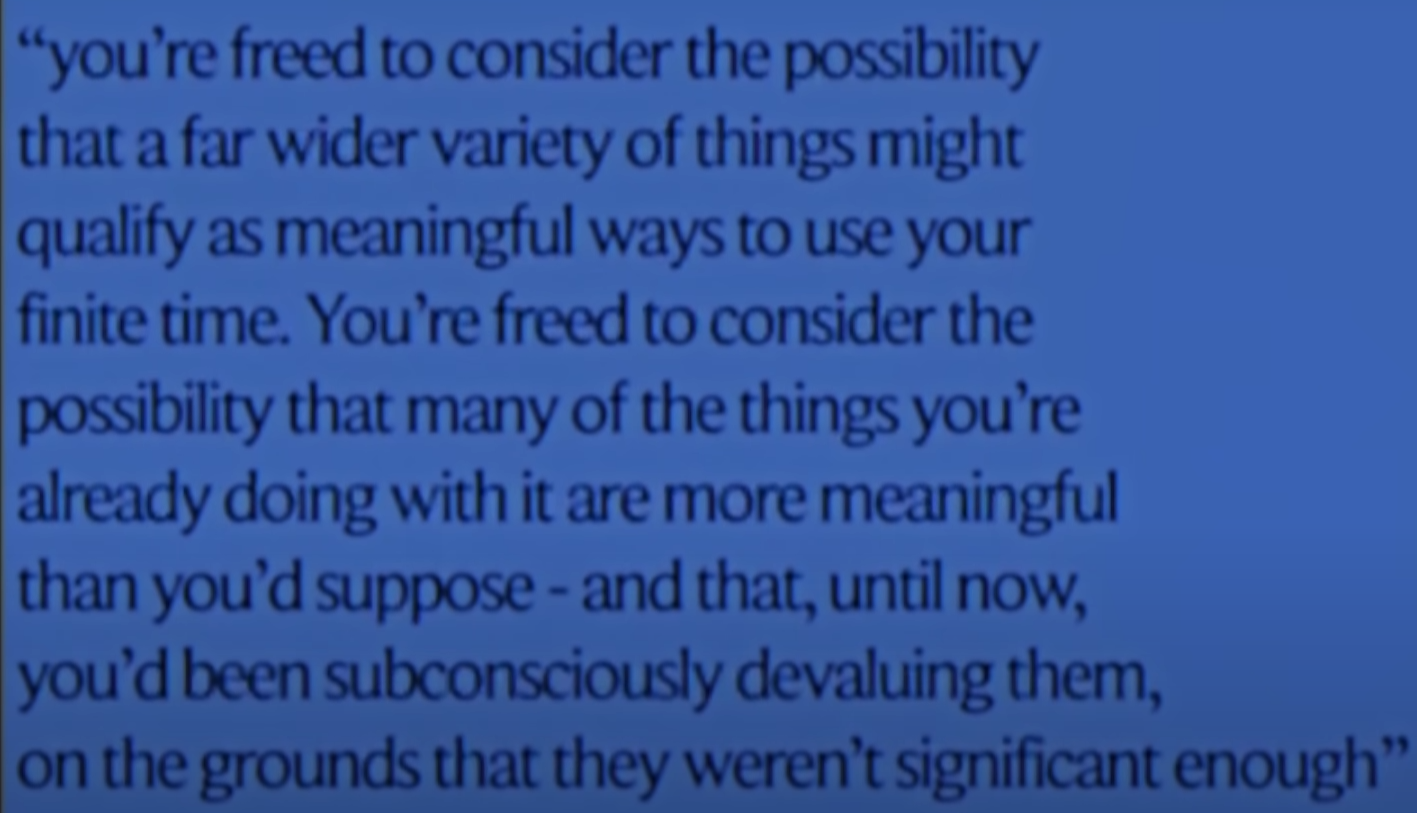 “you’re freed to consider the possibility
that a far wider variety of things might
qualify as meaningful ways to use your
finite time. You’re freed to consider the
possibility that many of the things you’re
already doing with it are more meaningful
than you’d suppose - and that, until now,
you’d been subconsciously devaluing them,
on the grounds that they weren’t significant enough”